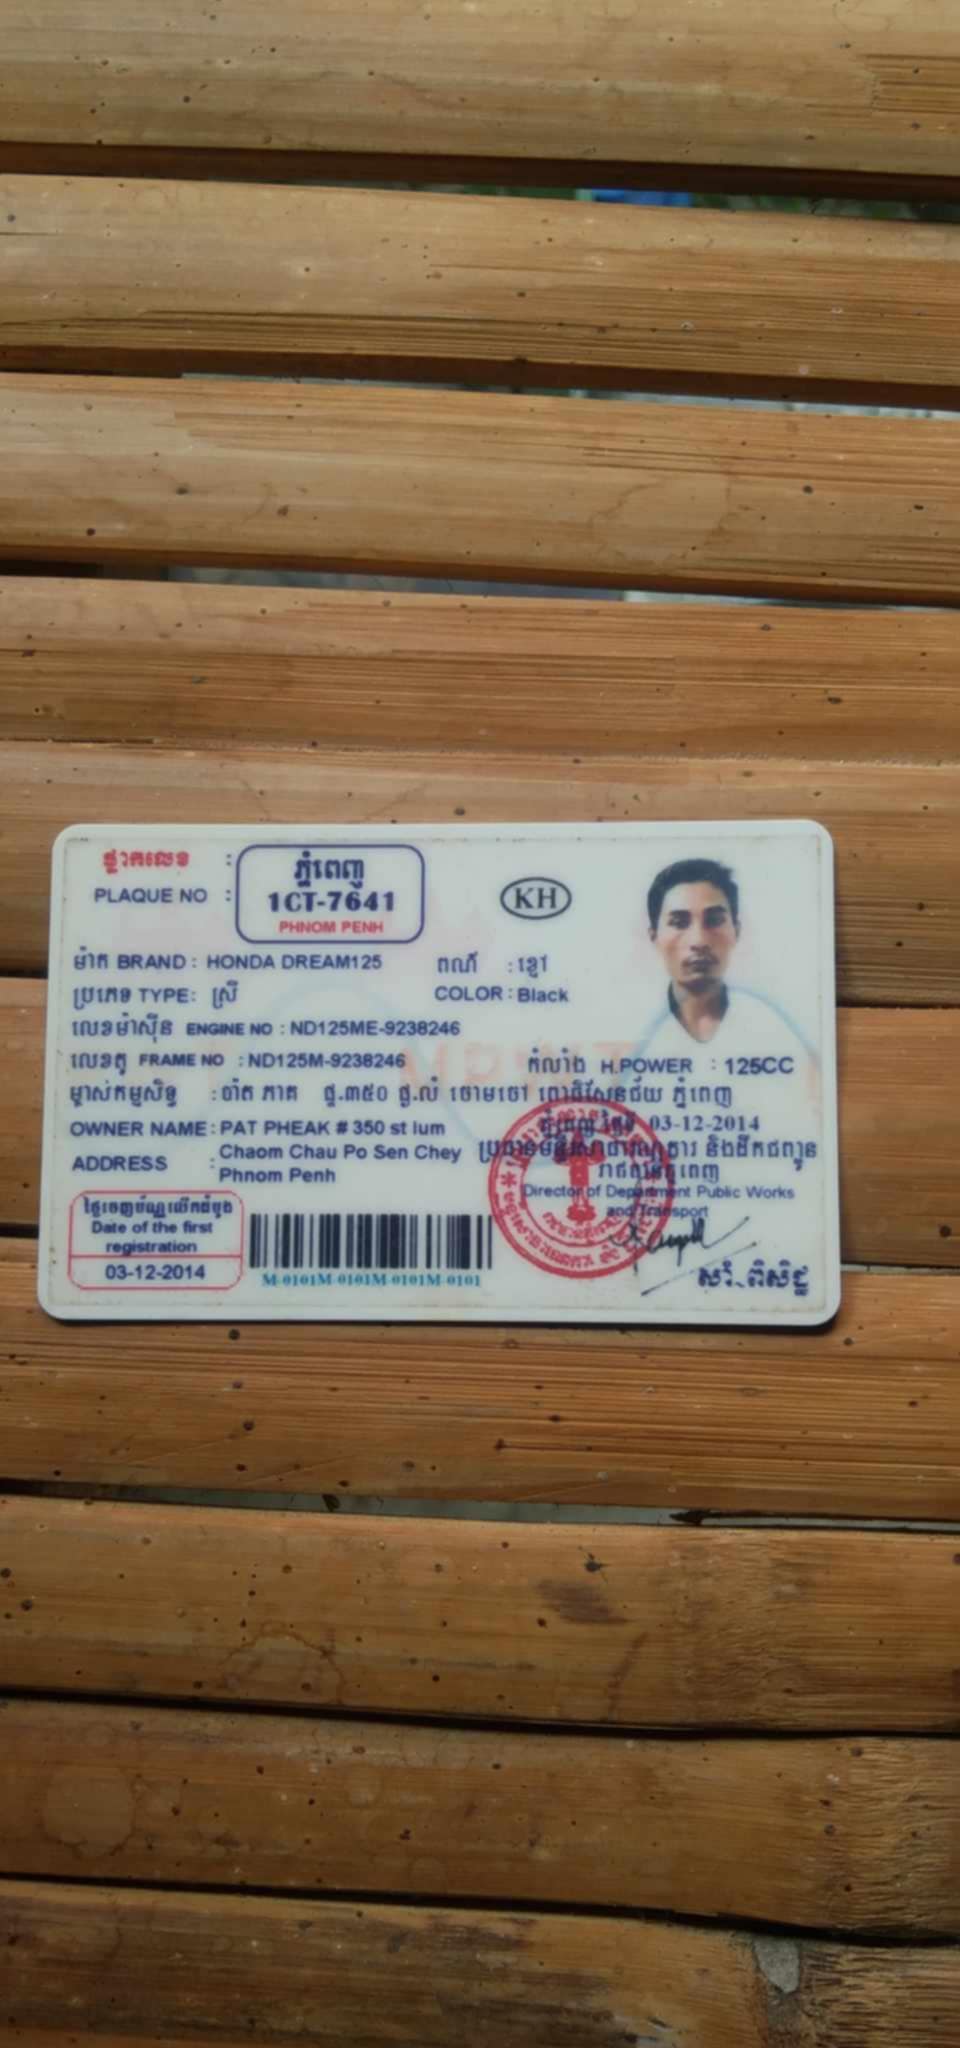 ផ្លាកលេខ :
PLAQUE NO :
ភ្នំពេញ
1CT-7641
PHNOM PENH
KH
ម៉ាក BRAND : HONDA DREAM125
ពណ៌ : ខ្មៅ
ប្រភេទ TYPE: ស្រី
COLOR : Black
លេខម៉ាស៊ីន ENGINE NO : ND125ME-9238246
លេខតួ FRAME NO : ND125M-9238246
កំលាំង H.POWER : 125CC
ម្ចាស់កម្មសិទ្ធ : ប៉ាត ភាគ ផ្ទ.៣៥០ ផ្ល.លំ ចោមចៅ ពោធិ៍សែនជ័យ ភ្នំពេញ
OWNER NAME : PAT PHEAK # 350 st lum
ADDRESS : Chaom Chau Po Sen Chey
Phnom Penh
ភ្នំពេញ ថ្ងៃទី 03-12-2014
ប្រធានមន្ទីរសាធារណការ និងដឹកជញ្ជូន
រាជធានីភ្នំពេញ
Director of Department Public Works
and Transport
ថ្ងៃចេញប័ណ្ណលើកដំបូង
Date of the first
registration
03-12-2014
M-0101M-0101M-0101M-0101
សំ ពិសិដ្ឋ